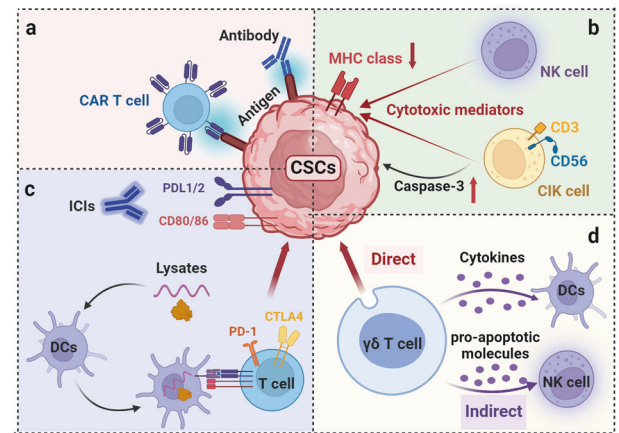 a
Antibody
CAR T cell
Antigen
b
MHC class
NK cell
Cytotoxic mediators
CD3
CD56
CIK cell
Caspase-3
CSCs
c
ICIs
PDL1/2
CD80/86
Lysates
DCs
PD-1
CTLA4
T cell
d
Direct
Cytokines
DCs
γδ T cell
pro-apoptotic
molecules
NK cell
Indirect